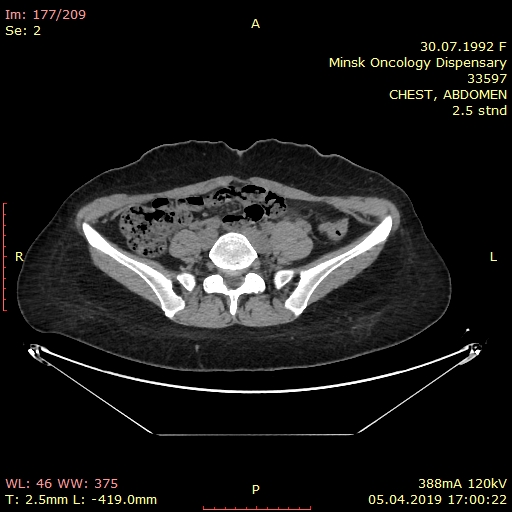 Im: 177/209
Se: 2
A
30.07.1992 F
Minsk Oncology Dispensary
33597
CHEST, ABDOMEN
2.5 stnd
R
L
WL: 46 WW: 375
T: 2.5mm L: -419.0mm
P
388mA 120kV
05.04.2019 17:00:22